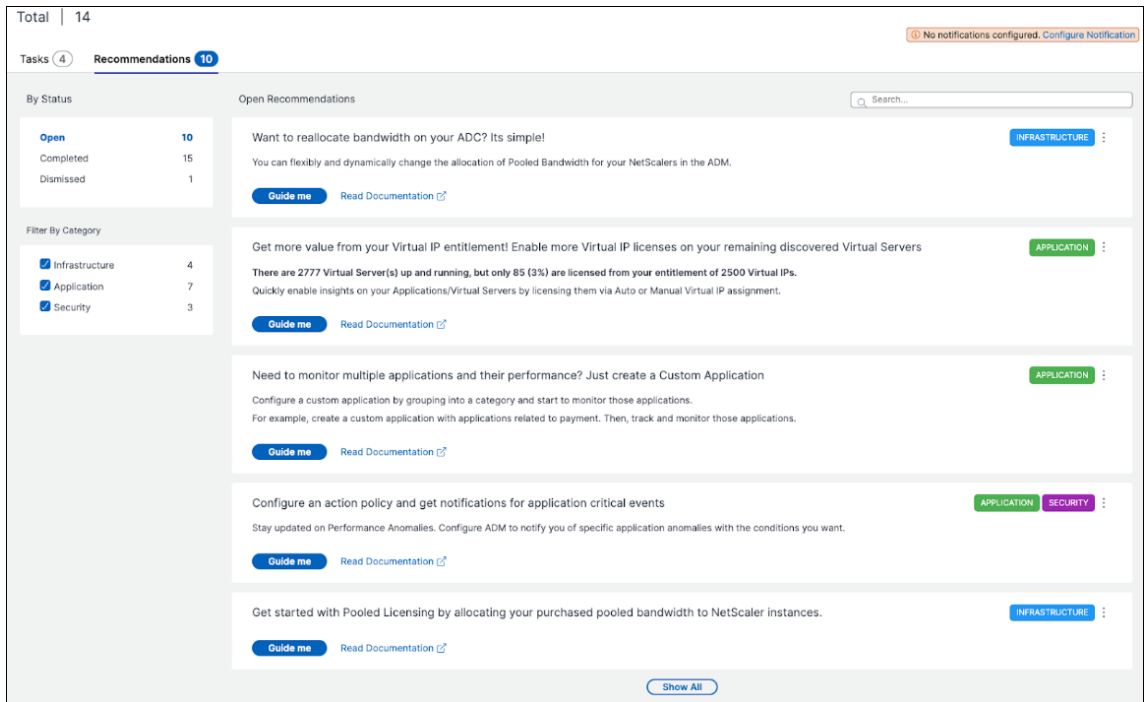 Total | 14
No notifications configured. Configure Notification
Tasks 4 Recommendations 10
By Status
Open 10
Completed 15
Dismissed 1
Filter By Category
Infrastructure 4
Application 7
Security 3
Open Recommendations
Search...
Want to reallocate bandwidth on your ADC? Its simple! INFRASTRUCTURE
You can flexibly and dynamically change the allocation of Pooled Bandwidth for your NetScalers in the ADM.
Guide me Read Documentation
Get more value from your Virtual IP entitlement! Enable more Virtual IP licenses on your remaining discovered Virtual Servers APPLICATION
There are 2777 Virtual Server(s) up and running, but only 85 (3%) are licensed from your entitlement of 2500 Virtual IPs.
Quickly enable insights on your Applications/Virtual Servers by licensing them via Auto or Manual Virtual IP assignment.
Guide me Read Documentation
Need to monitor multiple applications and their performance? Just create a Custom Application APPLICATION
Configure a custom application by grouping into a category and start to monitor those applications.
For example, create a custom application with applications related to payment. Then, track and monitor those applications.
Guide me Read Documentation
Configure an action policy and get notifications for application critical events APPLICATION SECURITY
Stay updated on Performance Anomalies. Configure ADM to notify you of specific application anomalies with the conditions you want.
Guide me Read Documentation
Get started with Pooled Licensing by allocating your purchased pooled bandwidth to NetScaler instances. INFRASTRUCTURE
Guide me Read Documentation
Show All